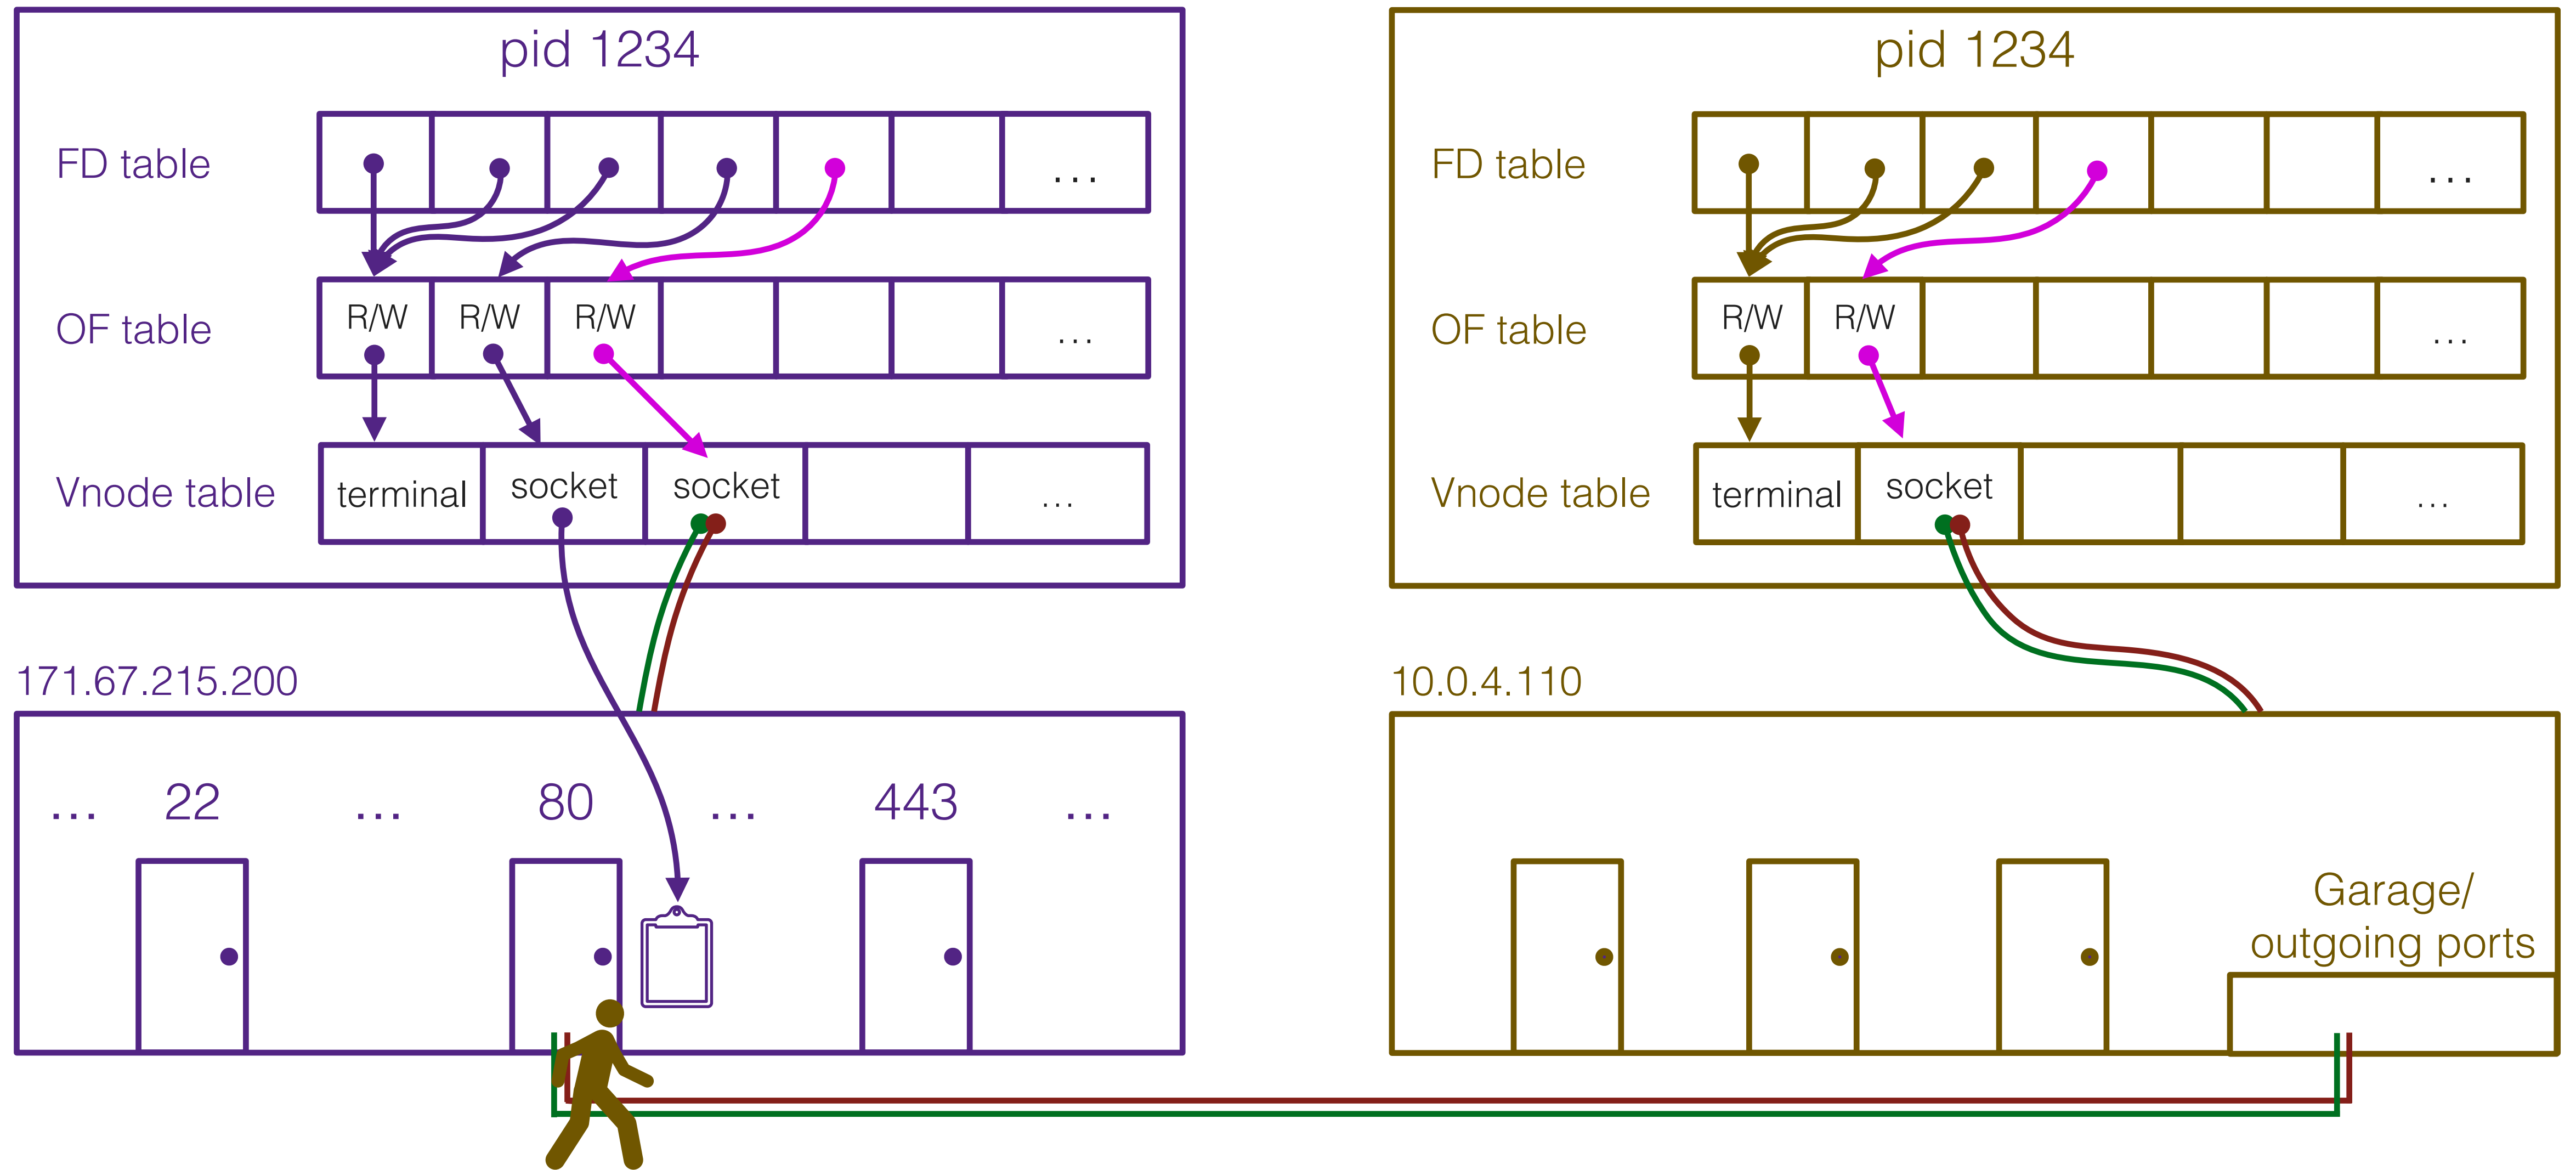 pid 1234
FD table
...
OF table
R/W R/W R/W
...
Vnode table
terminal socket socket
...
171.67.215.200
... 22 ... 80 ... 443 ...
pid 1234
FD table
...
OF table
R/W R/W
...
Vnode table
terminal socket
...
10.0.4.110
Garage/
outgoing ports